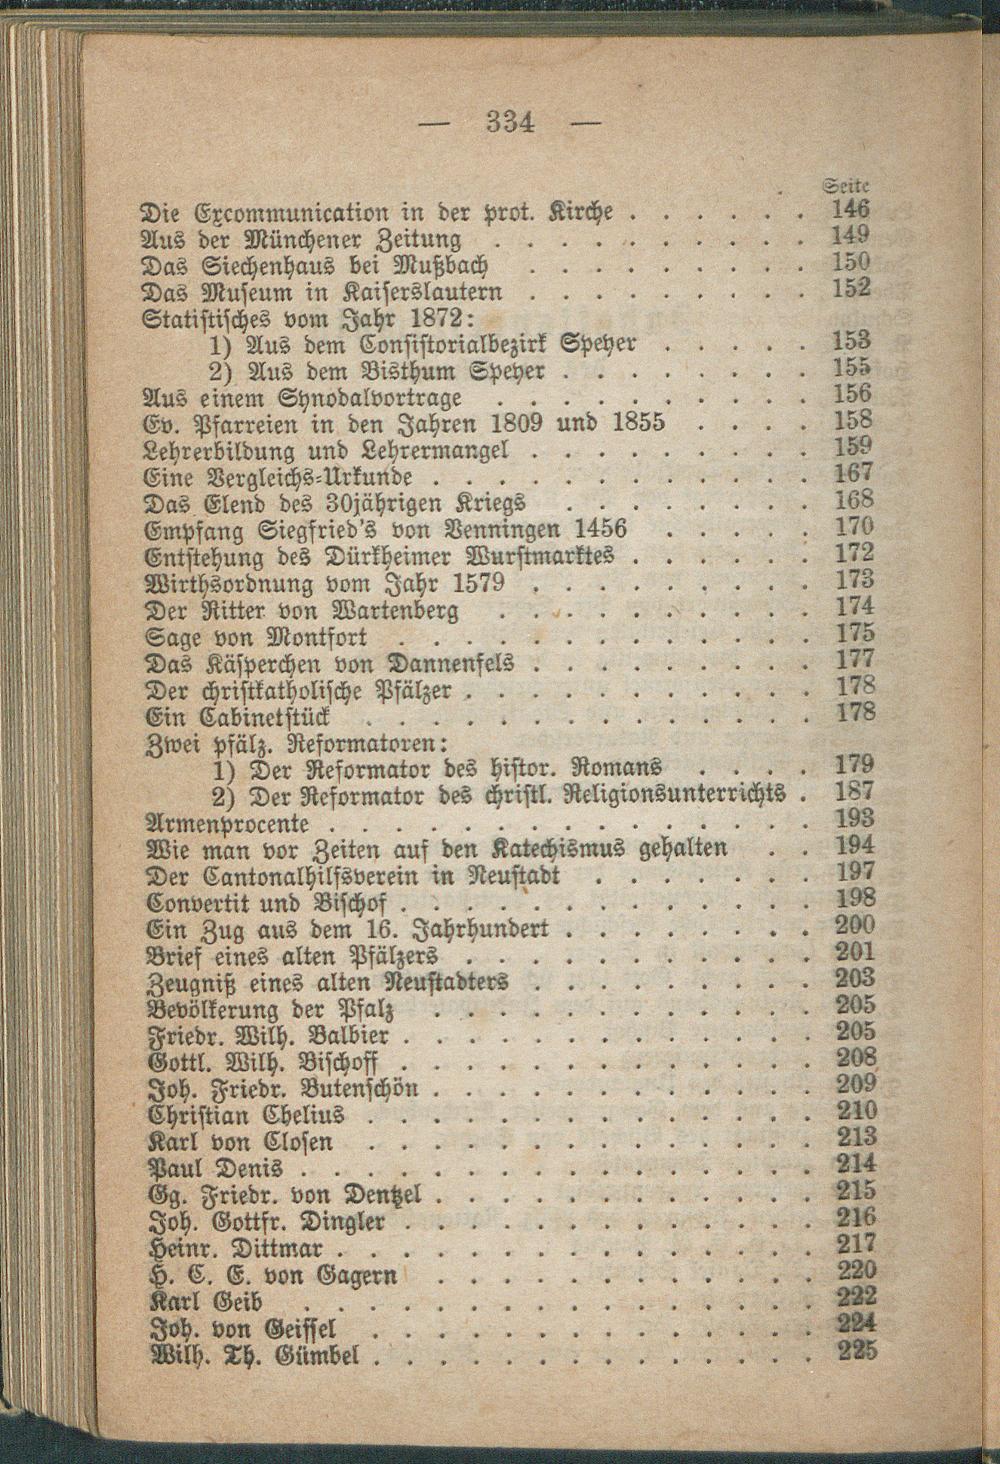 — 334 —
Seite
Die Excommunication in der prot. Kirche . . . . . . 146
Aus der Münchener Zeitung . . . . . . . . . . 149
Das Siechenhaus bei Mußbach . . . . . . . . . 150
Das Museum in Kaiserslautern . . . . . . . . . 152
Statistisches vom Jahr 1872:
1) Aus dem Consistorialbezirk Speyer . . . . . 153
2) Aus dem Bisthum Speyer . . . . . . . . 155
Aus einem Synodalvortrage . . . . . . . . . . 156
Ev. Pfarreien in den Jahren 1809 und 1855 . . . . 158
Lehrerbildung und Lehrermangel . . . . . . . . . 159
Eine Vergleichs-Urkunde . . . . . . . . . . . . 167
Das Elend des 30jährigen Kriegs . . . . . . . . 168
Empfang Siegfried's von Venningen 1456 . . . . . 170
Entstehung des Dürkheimer Wurstmarktes . . . . . . 172
Wirthsordnung vom Jahr 1579 . . . . . . . . . 173
Der Ritter von Wartenberg . . . . . . . . . . 174
Sage von Montfort . . . . . . . . . . . . . 175
Das Käsperchen von Dannenfels . . . . . . . . . 177
Der christkatholische Pfälzer . . . . . . . . . . . 178
Ein Cabinetstück . . . . . . . . . . . . . . 178
Zwei pfälz. Reformatoren:
1) Der Reformator des histor. Romans . . . . 179
2) Der Reformator des christl. Religionsunterrichts . 187
Armenprocente . . . . . . . . . . . . . . . 193
Wie man vor Zeiten auf den Katechismus gehalten . . 194
Der Cantonalhilfsverein in Neustadt . . . . . . . 197
Convertit und Bischof . . . . . . . . . . . . . 198
Ein Zug aus dem 16. Jahrhundert . . . . . . . . 200
Brief eines alten Pfälzers . . . . . . . . . . . 201
Zeugniß eines alten Neustadters . . . . . . . . . 203
Bevölkerung der Pfalz . . . . . . . . . . . . 205
Friedr. Wilh. Balbier . . . . . . . . . . . . . 205
Gottl. Wilh. Bischoff . . . . . . . . . . . . . 208
Joh. Friedr. Butenschön . . . . . . . . . . . . 209
Christian Chelius . . . . . . . . . . . . . . 210
Karl von Closen . . . . . . . . . . . . . . 213
Paul Denis . . . . . . . . . . . . . . . . 214
Gg. Friedr. von Dentzel . . . . . . . . . . . . 215
Joh. Gottfr. Dingler . . . . . . . . . . . . . 216
Heinr. Dittmar . . . . . . . . . . . . . . . 217
H. C. E. von Gagern . . . . . . . . . . . . 220
Karl Geib . . . . . . . . . . . . . . . . 222
Joh. von Geissel . . . . . . . . . . . . . . 224
Wilh. Th. Gümbel . . . . . . . . . . . . . . 225